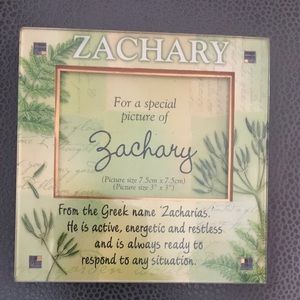 ZACHARY
For a special
picture of
Zachary
(Picture size 7.5cm x 7.5cm)
(Picture size 3" x 3")
From the Greek name 'Zacharias.'
He is active, energetic and restless
and is always ready to
respond to any situation.